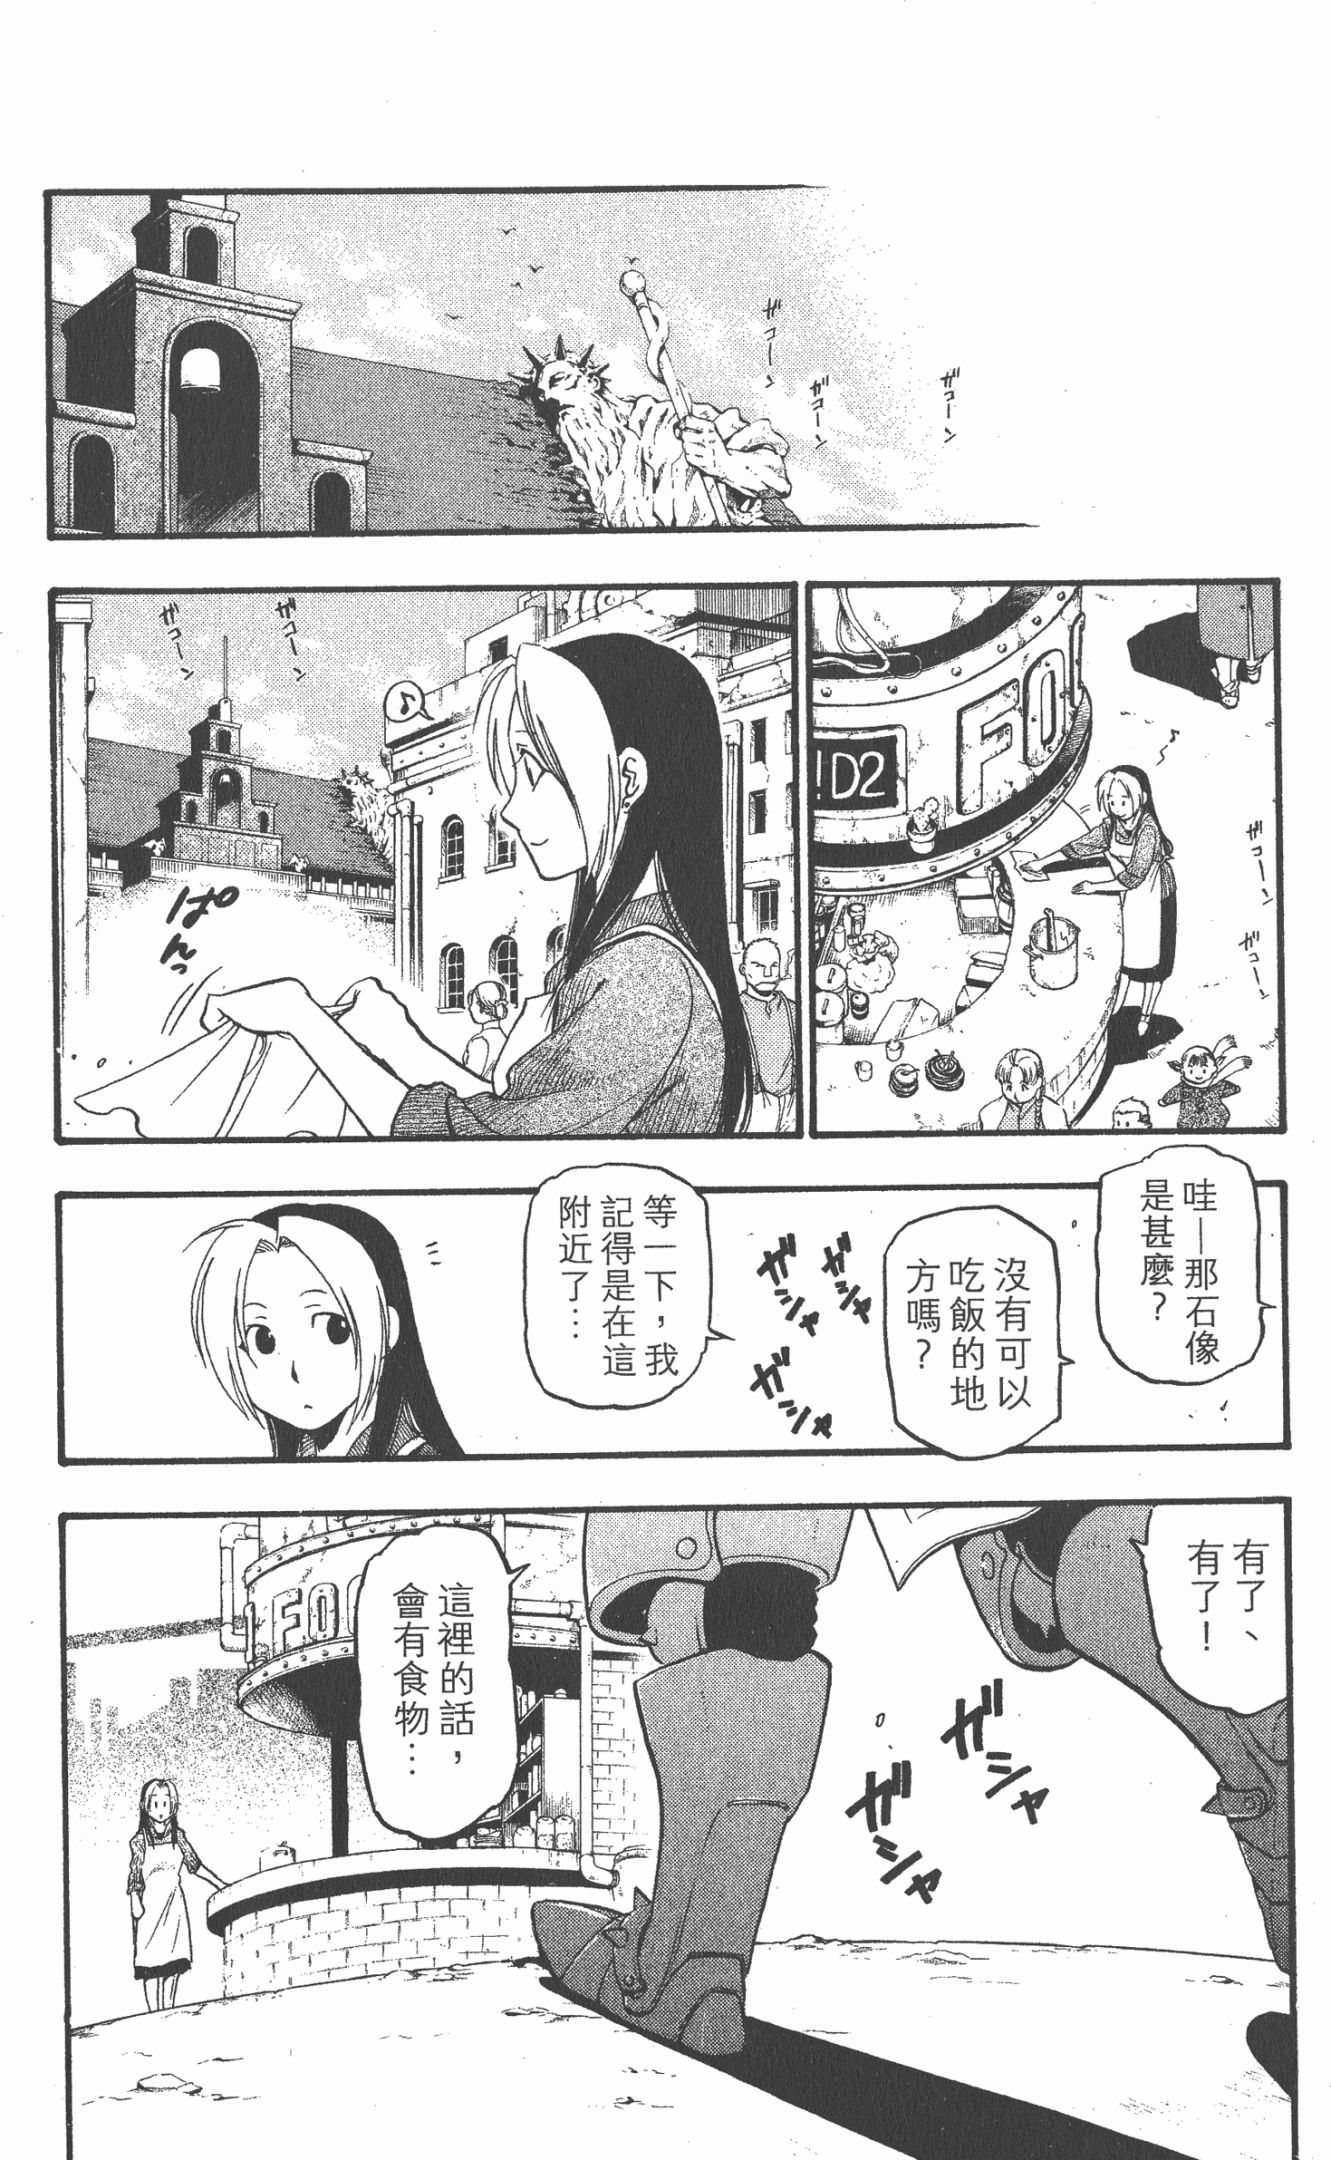 ガコーン
ガコーン
ガコーン
!D2
FO
ガコーン
ガコーン
ガコーン
ガコーン
♪
ぱんっ
哇—那石像
是甚麼？
沒有可以
吃飯的地
方嗎？
ガシャ
ガシャ
ガシャ
等一下，我
記得是在這
附近了…
有了、
有了！
ガシャ
ガシャ
這裡的話，
會有食物…
FO